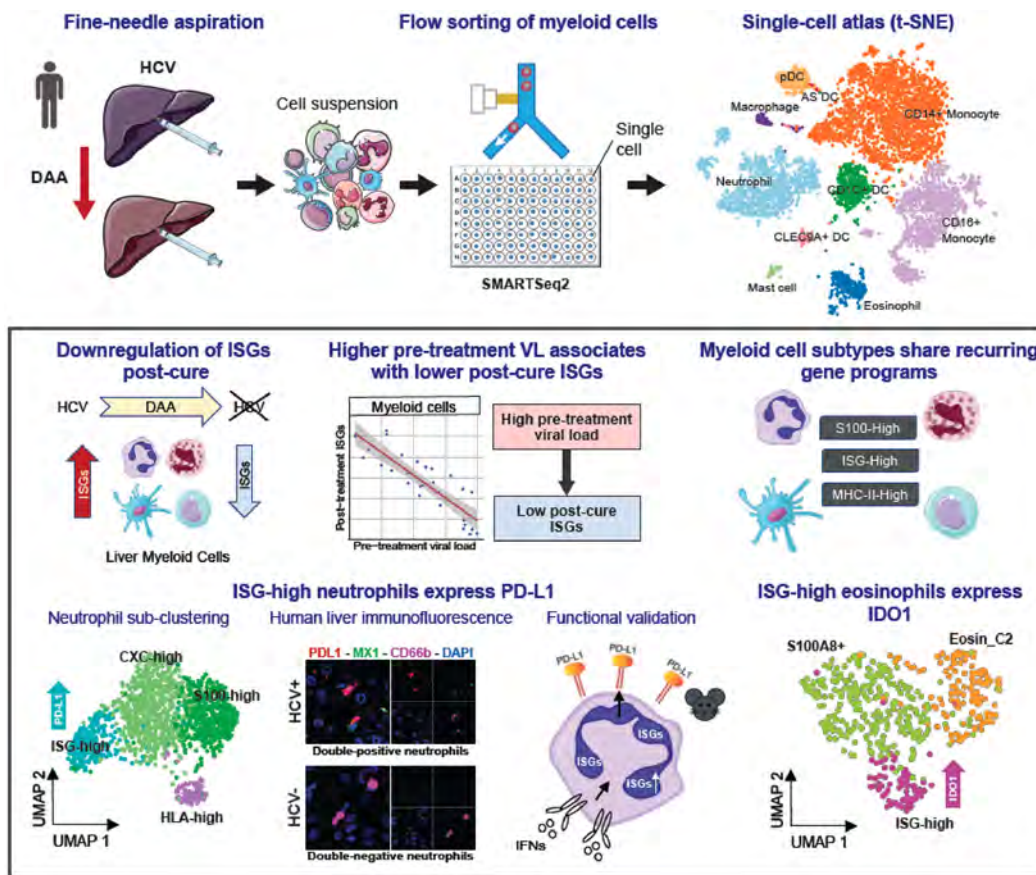 Fine-needle aspiration
Flow sorting of myeloid cells
Single-cell atlas (t-SNE)
HCV
DAA
Cell suspension
Single
cell
SMARTSeq2
pDC
AS DC
Macrophage
CD14+ Monocyte
Neutrophil
CD1C+ DC
CD16+
Monocyte
CLEC9A+ DC
Mast cell
Eosinophil
Downregulation of ISGs
post-cure
HCV
DAA
HCV
ISGs
ISGs
Liver Myeloid Cells
Higher pre-treatment VL associates
with lower post-cure ISGs
Myeloid cells
Post-treatment ISGs
Pre-treatment viral load
High pre-treatment
viral load
Low post-cure
ISGs
Myeloid cell subtypes share recurring
gene programs
S100-High
ISG-High
MHC-II-High
ISG-high neutrophils express PD-L1
Neutrophil sub-clustering
CXC-high
S100-high
PD-L1
ISG-high
HLA-high
UMAP 2
UMAP 1
Human liver immunofluorescence
PDL1 - MX1 - CD66b - DAPI
HCV+
Double-positive neutrophils
HCV-
Double-negative neutrophils
Functional validation
PD-L1
PD-L1
PD-L1
ISGs
ISGs
ISGs
IFNs
ISG-high eosinophils express
IDO1
S100A8+
Eosin_C2
IDO1
ISG-high
UMAP 2
UMAP 1